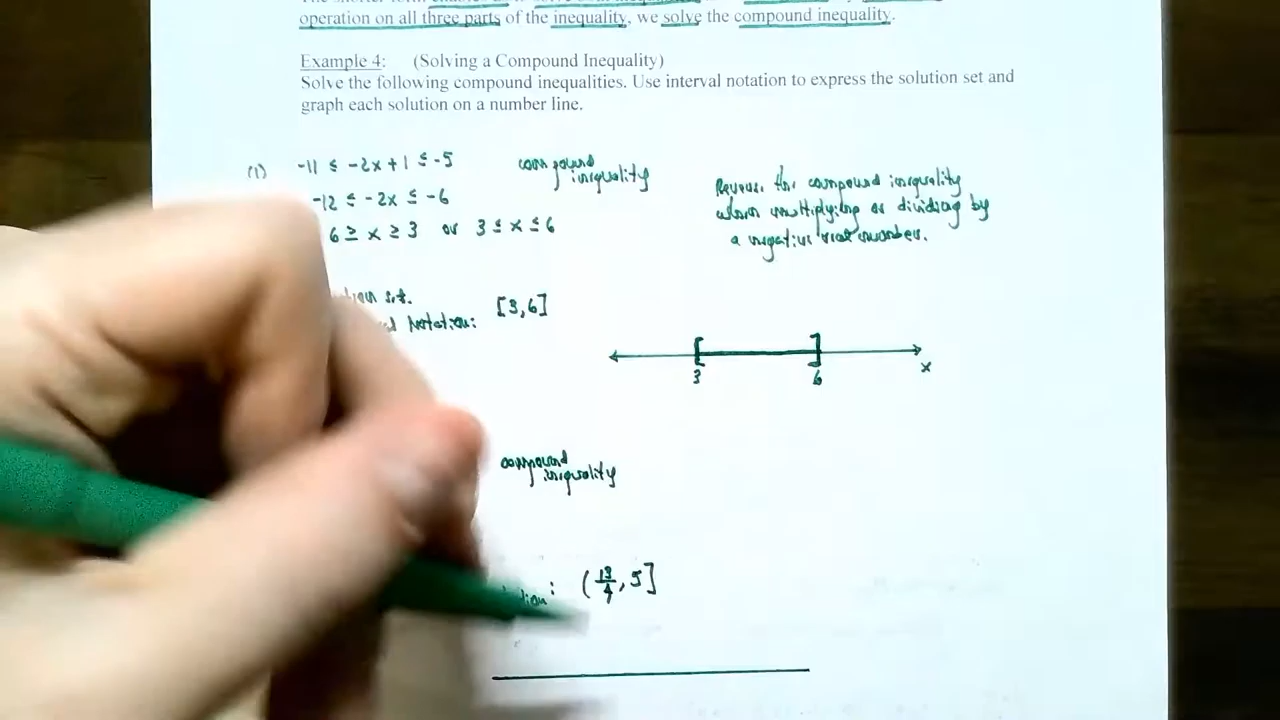 operation on all three parts of the inequality, we solve the compound inequality.
Example 4: (Solving a Compound Inequality)
Solve the following compound inequalities. Use interval notation to express the solution set and
graph each solution on a number line.
(1) -11 ≤ -2x + 1 ≤ -5 compound inequality
-12 ≤ -2x ≤ -6
6 ≥ x ≥ 3 or 3 ≤ x ≤ 6
Reverse the compound inequality
when multiplying or dividing by
a negative real number.
set.
Notation: [3,6]
3 6 x
compound
inequality
(13/4, 5]